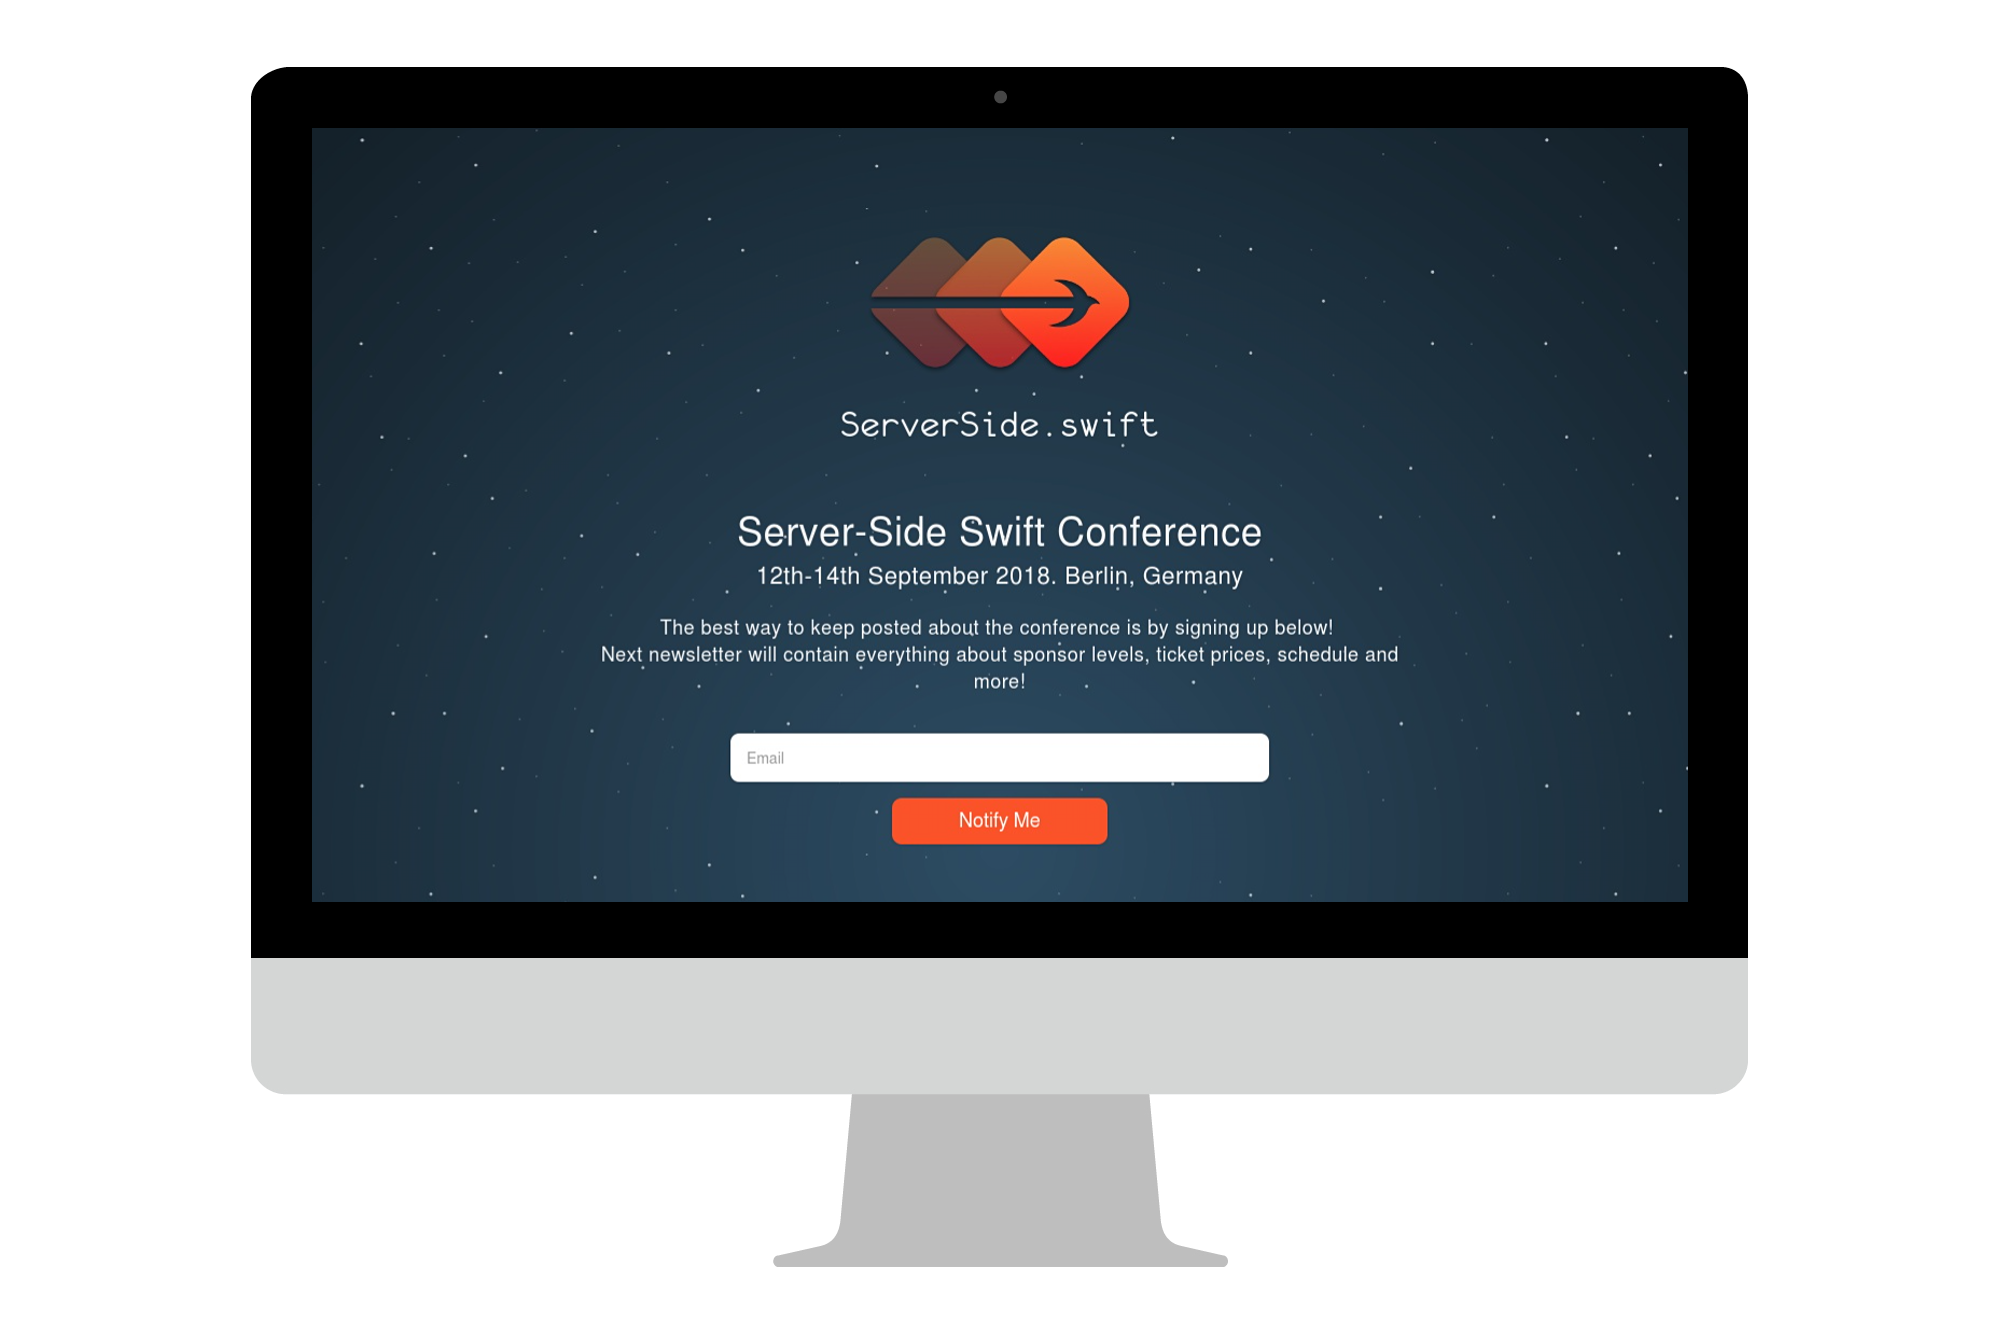 ServerSide.swift
Server-Side Swift Conference
12th-14th September 2018. Berlin, Germany
The best way to keep posted about the conference is by signing up below!
Next newsletter will contain everything about sponsor levels, ticket prices, schedule and
more!
Email
Notify Me